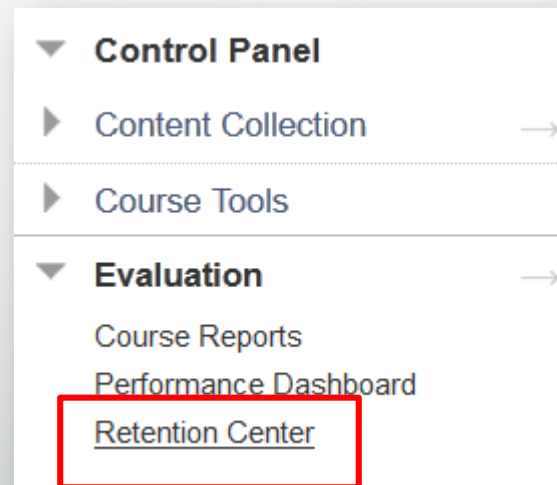 Control Panel
Content Collection
Course Tools
Evaluation
Course Reports
Performance Dashboard
Retention Center